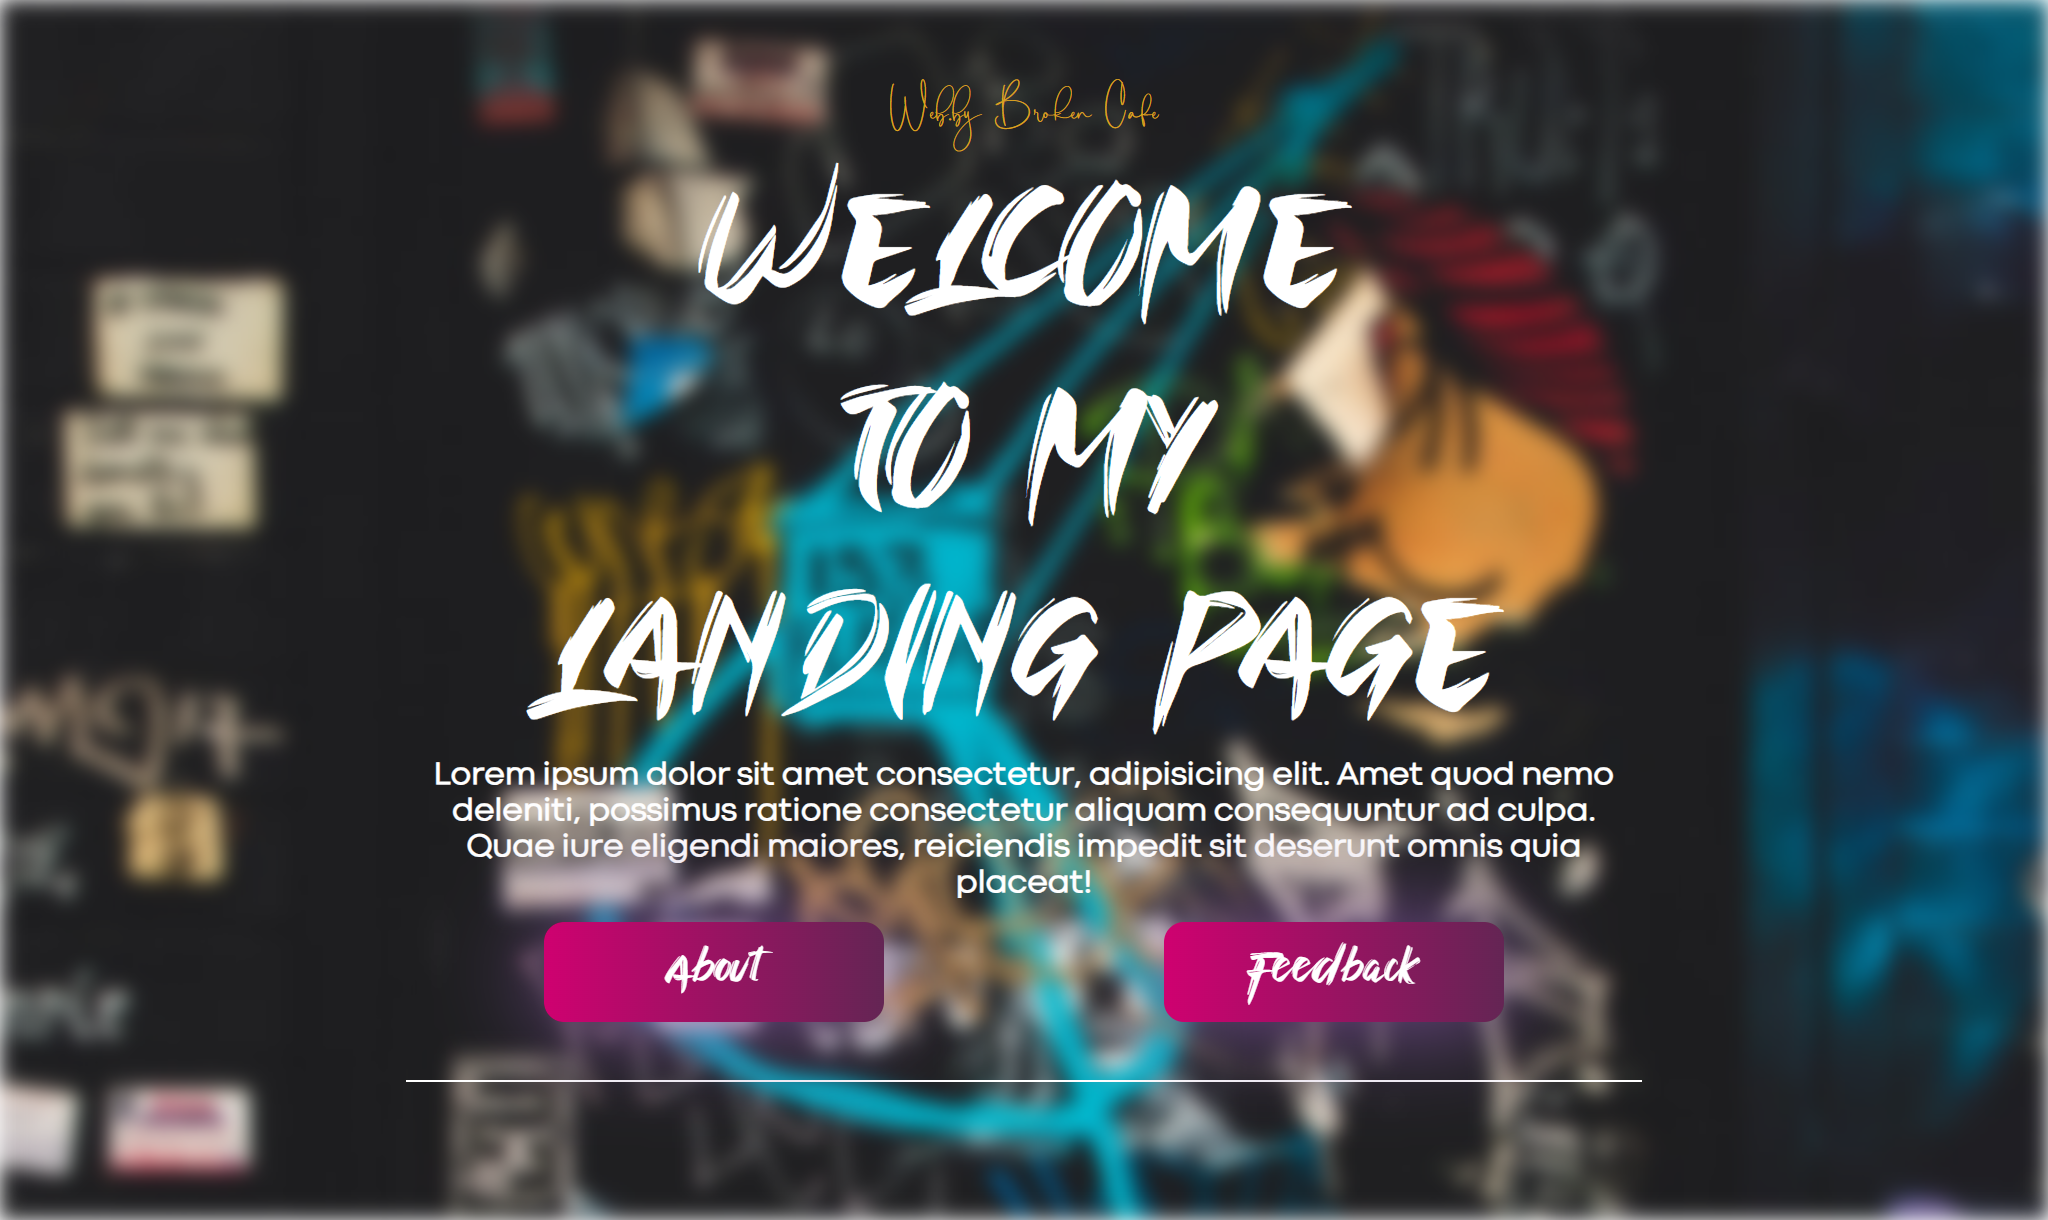 Web.by Broken Cafe
WELCOME
TO MY
LANDING PAGE
Lorem ipsum dolor sit amet consectetur, adipisicing elit. Amet quod nemo
deleniti, possimus ratione consectetur aliquam consequuntur ad culpa.
Quae iure eligendi maiores, reiciendis impedit sit deserunt omnis quia
placeat!
About
Feedback